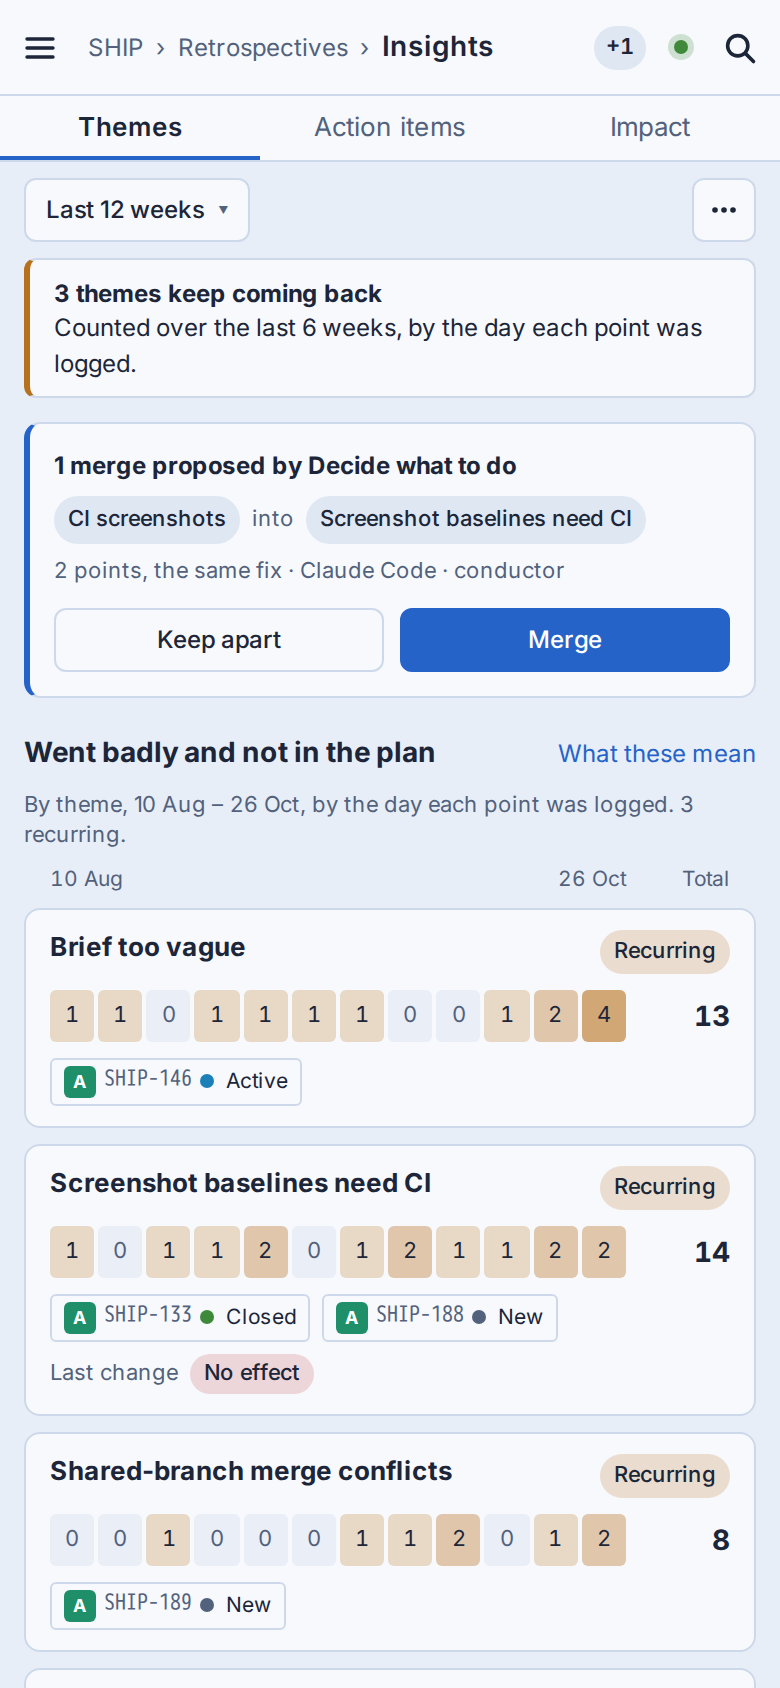 SHIP › Retrospectives › Insights +1
Themes Action items Impact
Last 12 weeks ▾ •••
3 themes keep coming back
Counted over the last 6 weeks, by the day each point was
logged.
1 merge proposed by Decide what to do
CI screenshots into Screenshot baselines need CI
2 points, the same fix · Claude Code · conductor
Keep apart Merge
Went badly and not in the plan What these mean
By theme, 10 Aug – 26 Oct, by the day each point was logged. 3
recurring.
10 Aug 26 Oct Total
Brief too vague Recurring
1 1 0 1 1 1 1 0 0 1 2 4 13
A SHIP-146 Active
Screenshot baselines need CI Recurring
1 0 1 1 2 0 1 2 1 1 2 2 14
A SHIP-133 Closed A SHIP-188 New
Last change No effect
Shared-branch merge conflicts Recurring
0 0 1 0 0 0 1 1 2 0 1 2 8
A SHIP-189 New